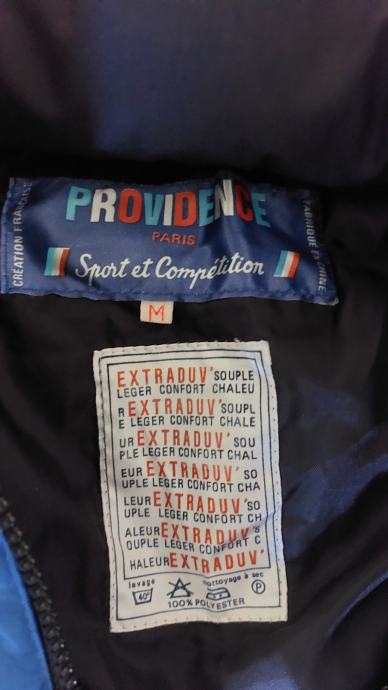 CRÉATION FRANÇAISE
PROVIDENCE
PARIS
Sport et Compétition
FABRIQUÉ EN CHINE
M
EXTRADUV' SOUPLE
LEGER CONFORT CHALEU
R EXTRADUV' SOUPL
E LEGER CONFORT CHALE
UR EXTRADUV' SOU
PLE LEGER CONFORT CHAL
EUR EXTRADUV' SO
UPLE LEGER CONFORT CHA
LEUR EXTRADUV' SO
UPLE LEGER CONFORT CH
ALEUR EXTRADUV' S
OUPLE LEGER CONFORT C
HALEUR EXTRADUV'
lavage nettoyage à sec
40° P
100% POLYESTER